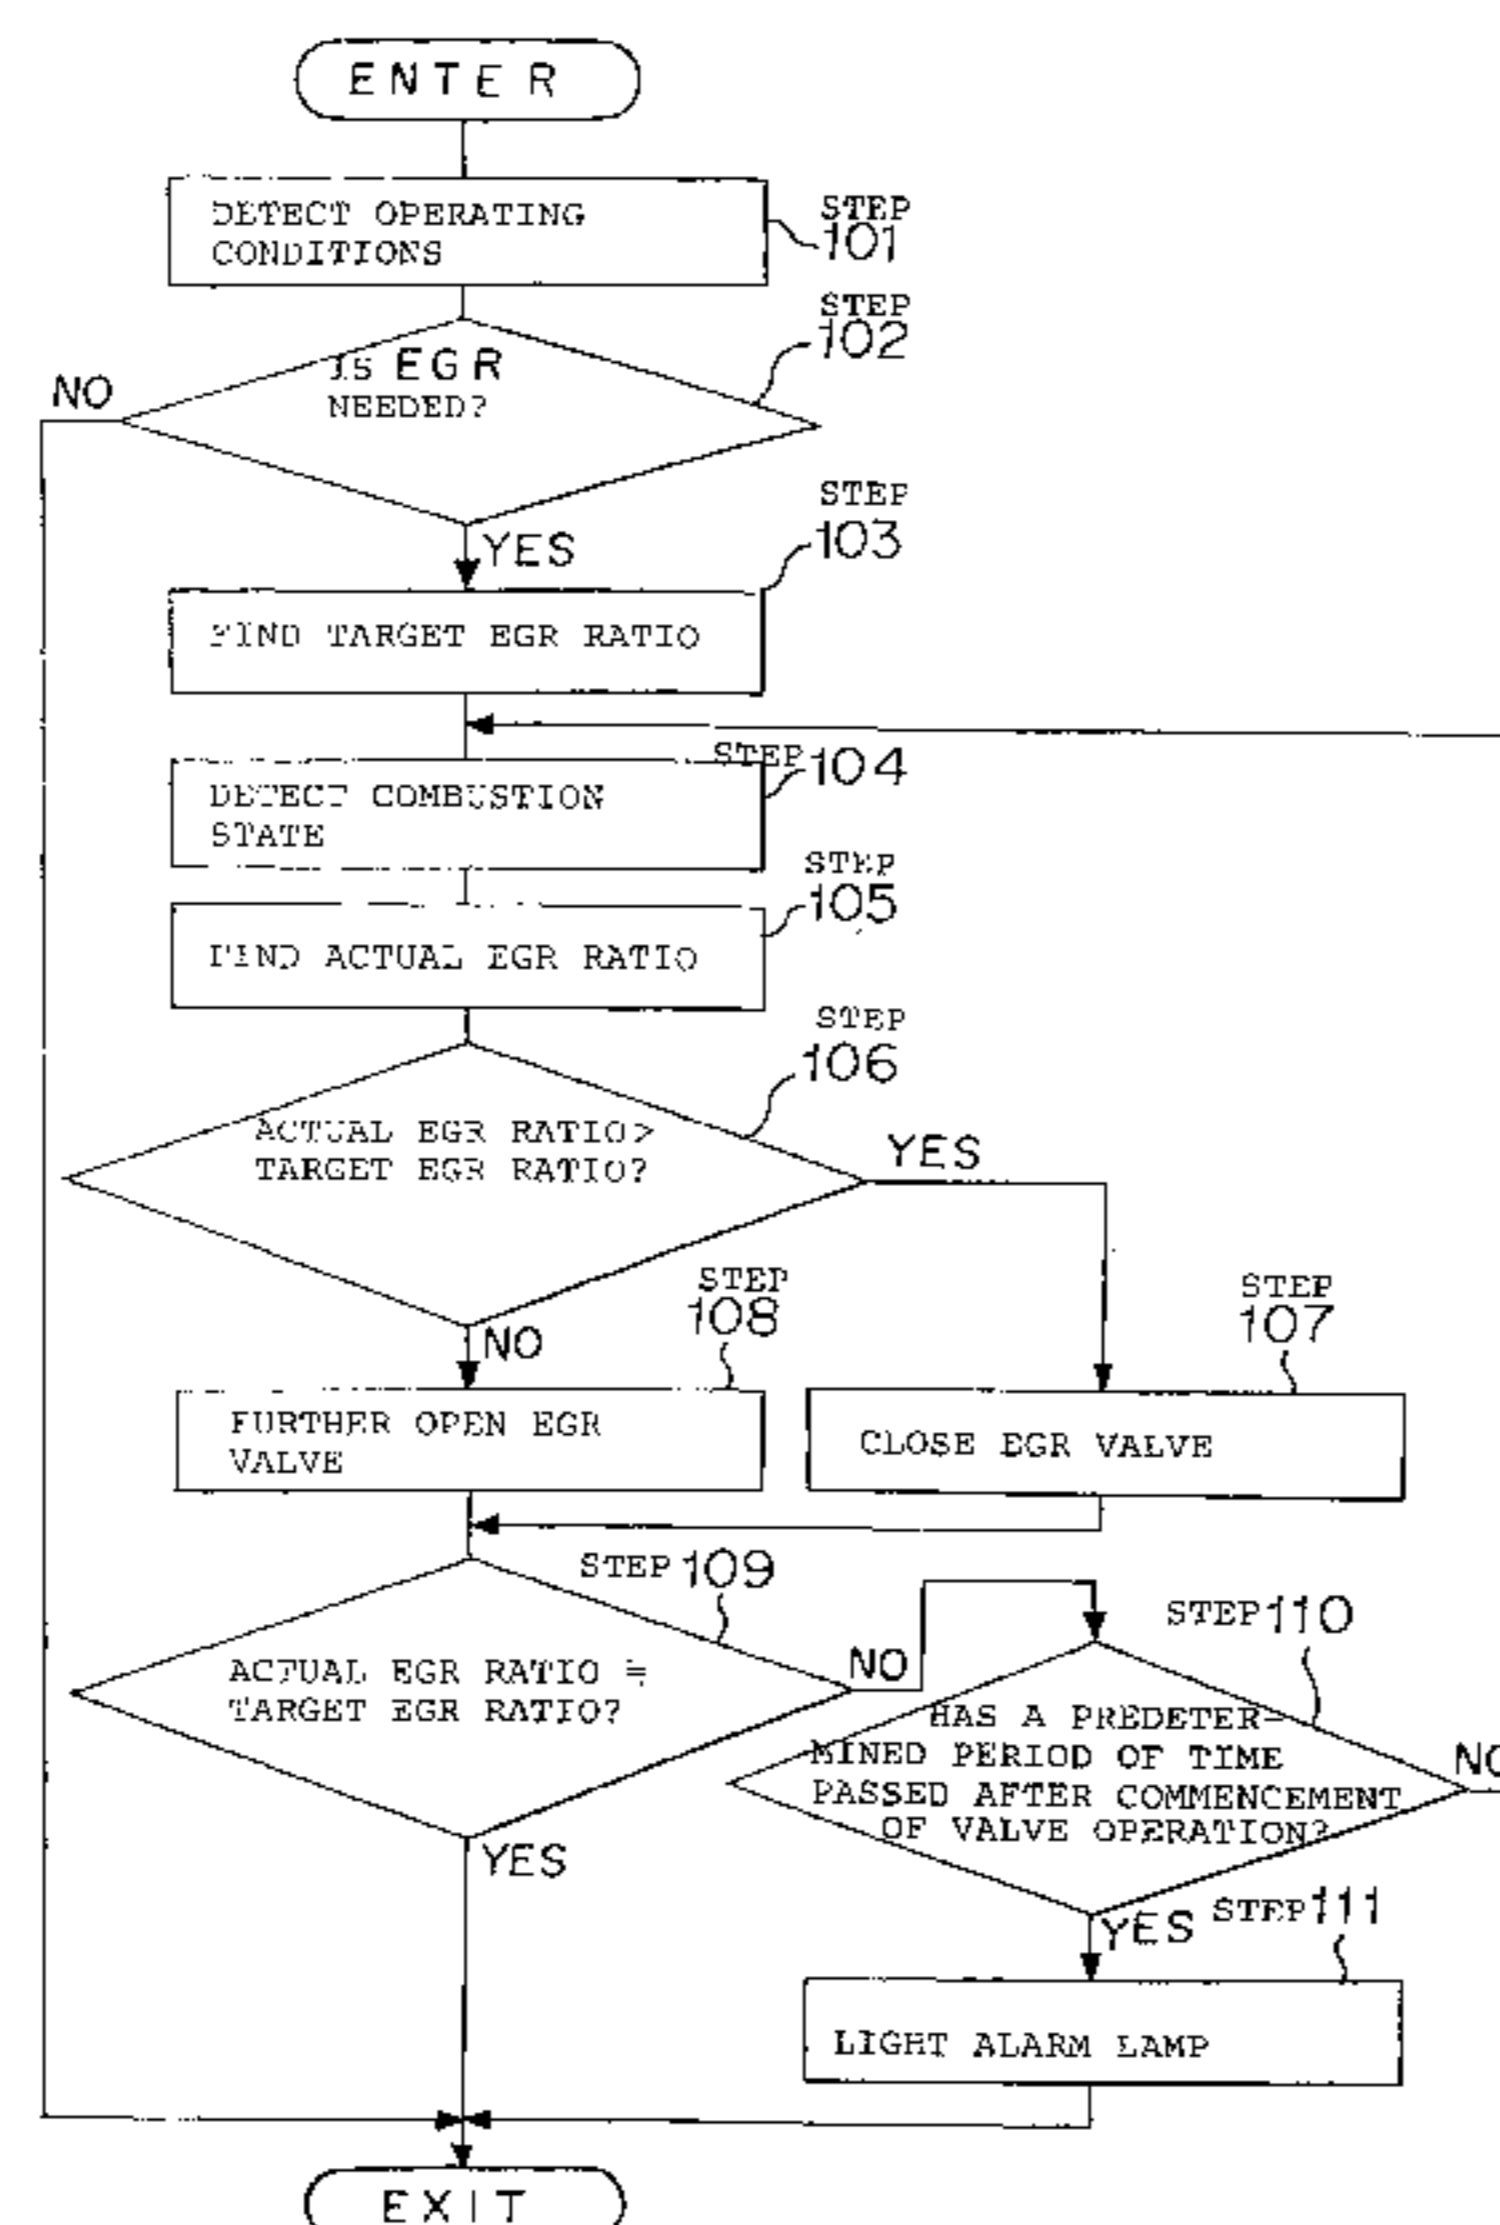 ENTER
DETECT OPERATING
CONDITIONS
STEP
101
STEP
102
IS EGR
NEEDED?
NO
YES
STEP
103
FIND TARGET EGR RATIO
STEP 104
DETECT COMBUSTION
STATE
STEP
105
FIND ACTUAL EGR RATIO
STEP
106
ACTUAL EGR RATIO>
TARGET EGR RATIO?
YES
NO
STEP
108
STEP
107
FURTHER OPEN EGR
VALVE
CLOSE EGR VALVE
STEP 109
ACTUAL EGR RATIO ≒
TARGET EGR RATIO?
NO
YES
STEP 110
HAS A PREDETER-
MINED PERIOD OF TIME
PASSED AFTER COMMENCEMENT
OF VALVE OPERATION?
NO
YES
STEP 111
LIGHT ALARM LAMP
EXIT